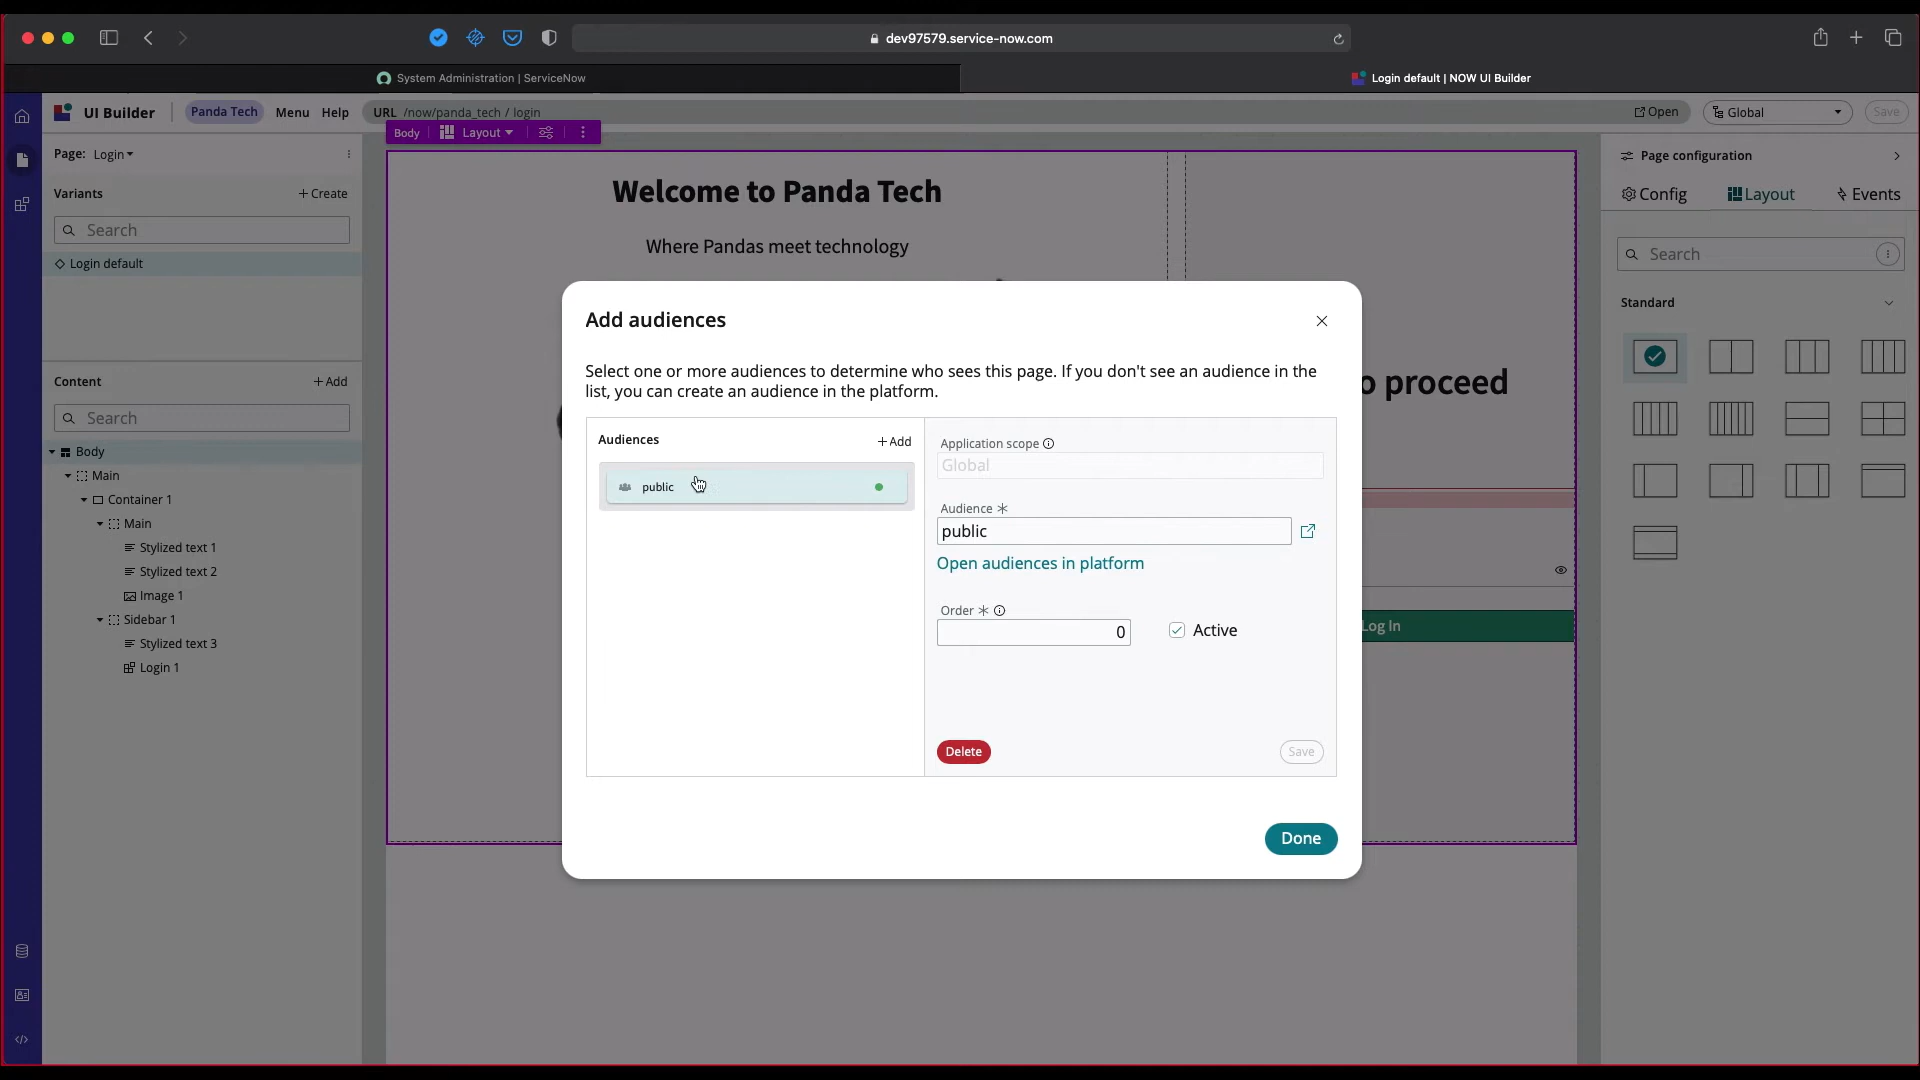 dev97579.service-now.com
System Administration | ServiceNow
Login default | NOW UI Builder
UI Builder
Panda Tech
Menu
Help
URL /now/panda_tech / login
Open
Global
Save
Body
Layout
Page: Login
Variants
+ Create
Search
Login default
Content
+ Add
Search
Body
Main
Container 1
Main
Stylized text 1
Stylized text 2
Image 1
Sidebar 1
Stylized text 3
Login 1
Welcome to Panda Tech
Where Pandas meet technology
o proceed
Log In
Add audiences
Select one or more audiences to determine who sees this page. If you don't see an audience in the
list, you can create an audience in the platform.
Audiences
+ Add
public
Application scope
Global
Audience *
public
Open audiences in platform
Order *
0
Active
Delete
Save
Done
Page configuration
Config
Layout
Events
Search
Standard